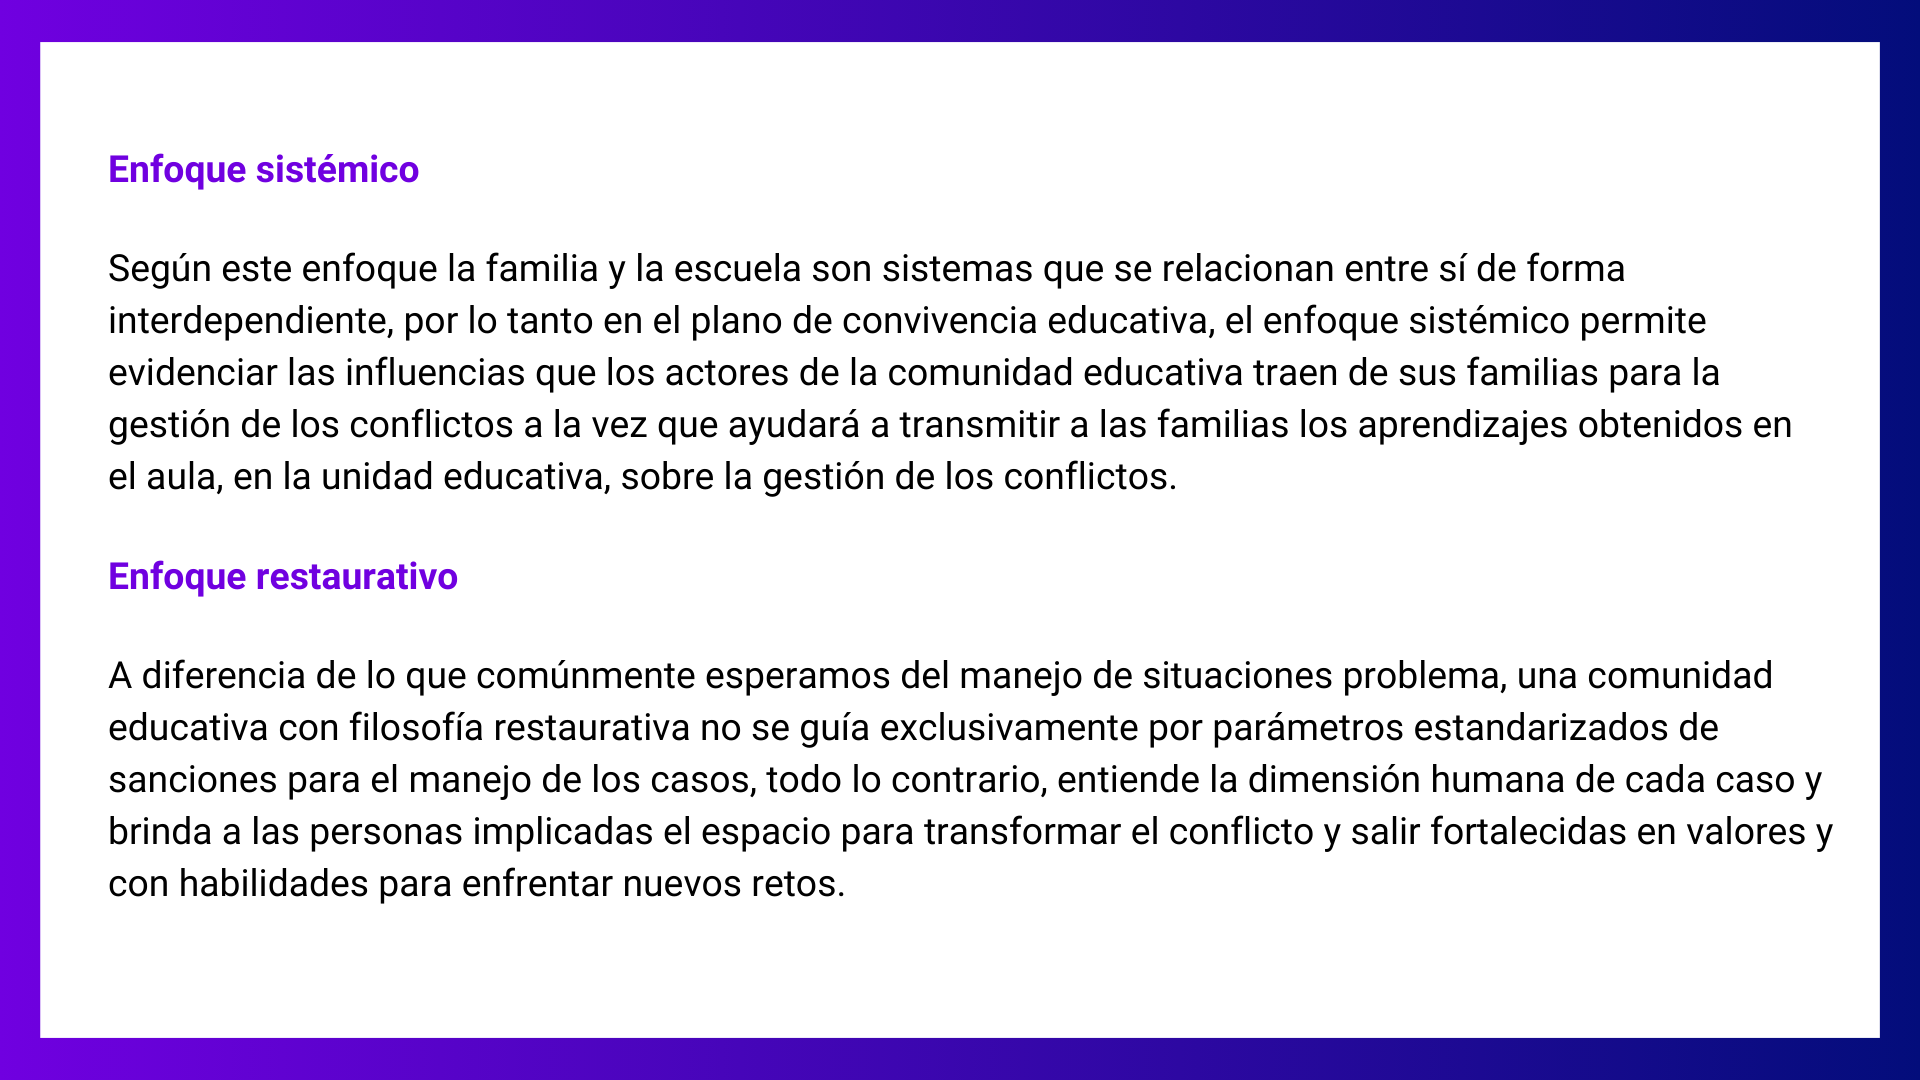 Enfoque sistémico
Según este enfoque la familia y la escuela son sistemas que se relacionan entre sí de forma
interdependiente, por lo tanto en el plano de convivencia educativa, el enfoque sistémico permite
evidenciar las influencias que los actores de la comunidad educativa traen de sus familias para la
gestión de los conflictos a la vez que ayudará a transmitir a las familias los aprendizajes obtenidos en
el aula, en la unidad educativa, sobre la gestión de los conflictos.
Enfoque restaurativo
A diferencia de lo que comúnmente esperamos del manejo de situaciones problema, una comunidad
educativa con filosofía restaurativa no se guía exclusivamente por parámetros estandarizados de
sanciones para el manejo de los casos, todo lo contrario, entiende la dimensión humana de cada caso y
brinda a las personas implicadas el espacio para transformar el conflicto y salir fortalecidas en valores y
con habilidades para enfrentar nuevos retos.